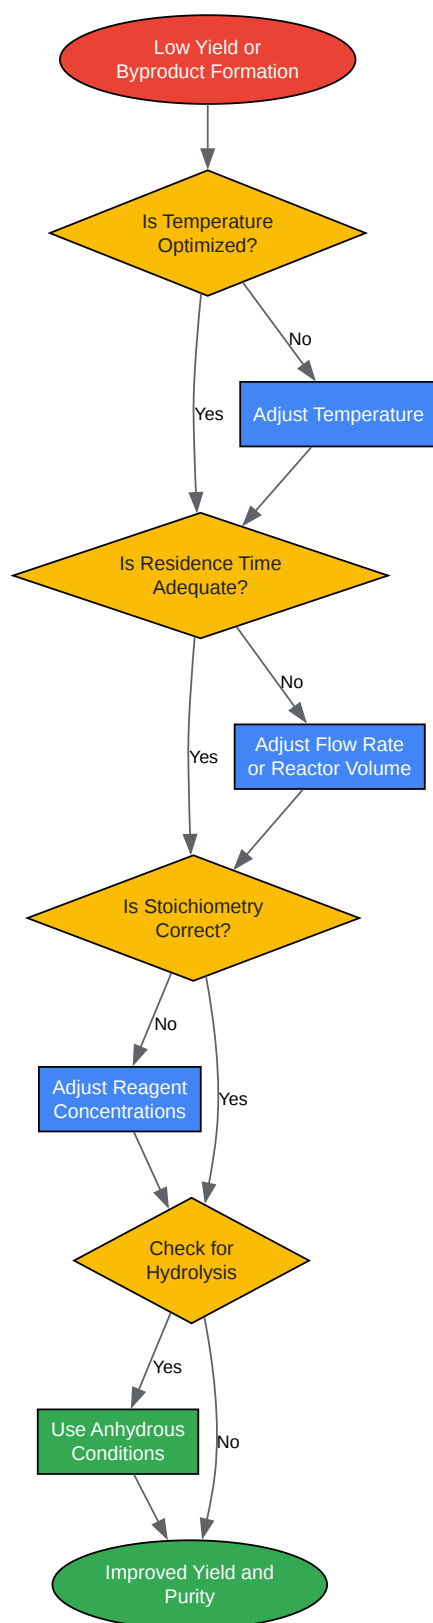 Low Yield or
Byproduct Formation
Is Temperature
Optimized?
No
Yes
Adjust Temperature
Is Residence Time
Adequate?
No
Yes
Adjust Flow Rate
or Reactor Volume
Is Stoichiometry
Correct?
No
Yes
Adjust Reagent
Concentrations
Check for
Hydrolysis
Yes
No
Use Anhydrous
Conditions
Improved Yield and
Purity